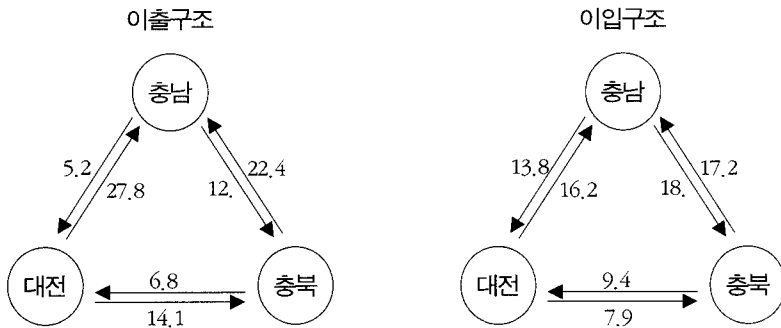 이출구조
충남
5.2
27.8
22.4
12.
대전
6.8
14.1
충북
이입구조
충남
13.8
16.2
17.2
18.
대전
9.4
7.9
충북